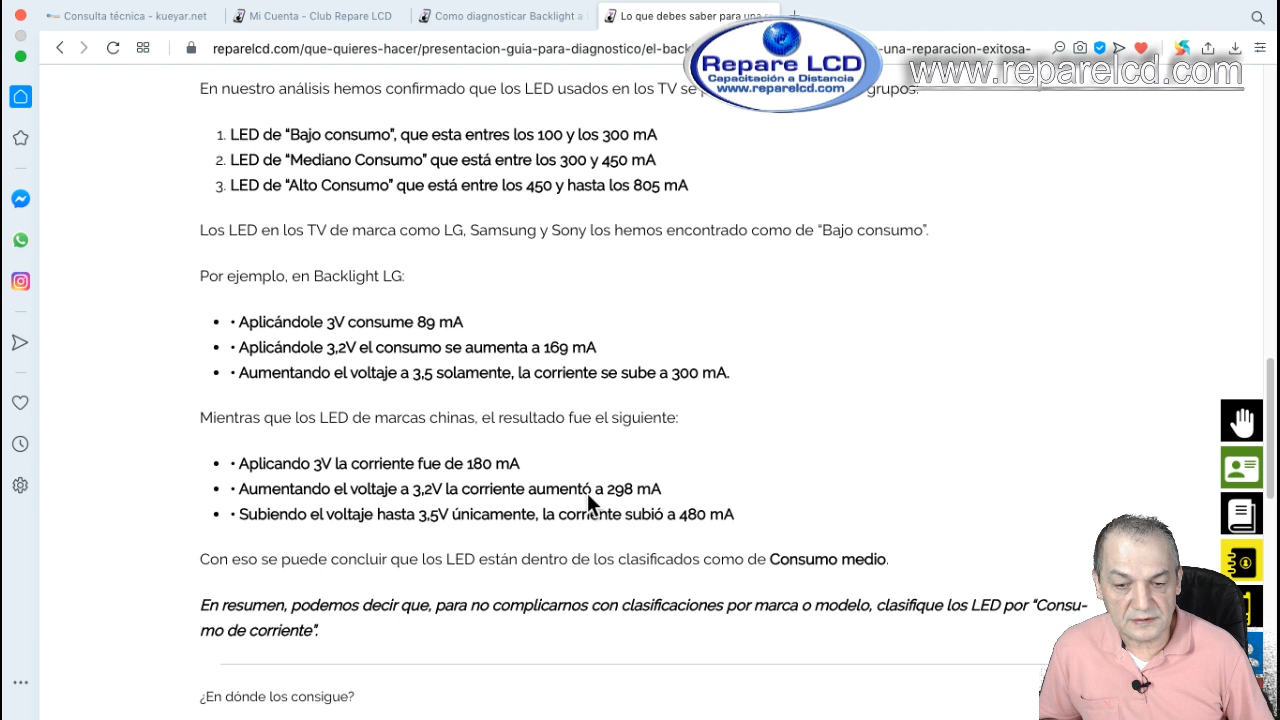 Consulta técnica - kueyar.net
Mi Cuenta - Club Repare LCD
Como diagnosticar Backlight a
Lo que debes saber para una
reparelcd.com/que-quieres-hacer/presentacion-guia-para-diagnostico/el-back
una-reparacion-exitosa-
Repare LCD
Capacitación a Distancia
www.reparelcd.com
www.reparelcd.com
En nuestro análisis hemos confirmado que los LED usados en los TV se
grupos:
1. LED de “Bajo consumo”, que esta entres los 100 y los 300 mA
2. LED de “Mediano Consumo” que está entre los 300 y 450 mA
3. LED de “Alto Consumo” que está entre los 450 y hasta los 805 mA
Los LED en los TV de marca como LG, Samsung y Sony los hemos encontrado como de “Bajo consumo”.
Por ejemplo, en Backlight LG:
• • Aplicándole 3V consume 89 mA
• • Aplicándole 3,2V el consumo se aumenta a 169 mA
• • Aumentando el voltaje a 3,5 solamente, la corriente se sube a 300 mA.
Mientras que los LED de marcas chinas, el resultado fue el siguiente:
• • Aplicando 3V la corriente fue de 180 mA
• • Aumentando el voltaje a 3,2V la corriente aumentó a 298 mA
• • Subiendo el voltaje hasta 3,5V únicamente, la corriente subió a 480 mA
Con eso se puede concluir que los LED están dentro de los clasificados como de Consumo medio.
En resumen, podemos decir que, para no complicarnos con clasificaciones por marca o modelo, clasifique los LED por “Consu-
mo de corriente”.
¿En dónde los consigue?